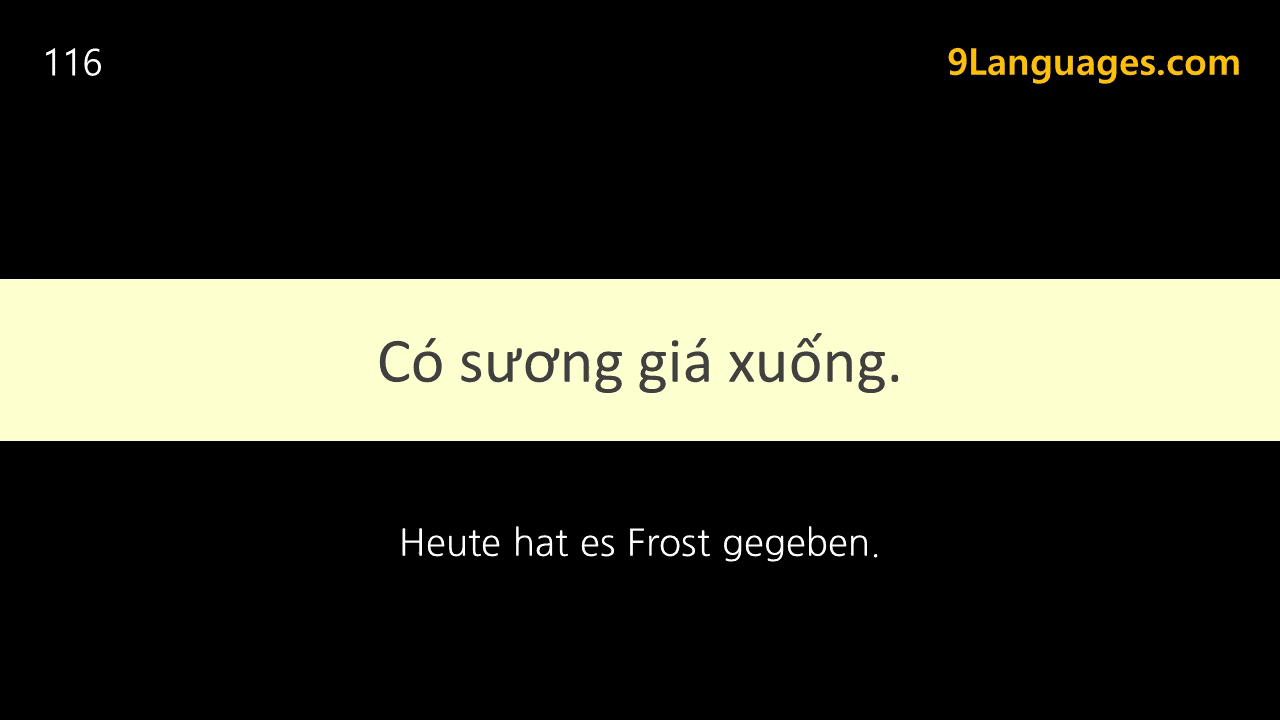 116
9Languages.com
Có sương giá xuống.
Heute hat es Frost gegeben.